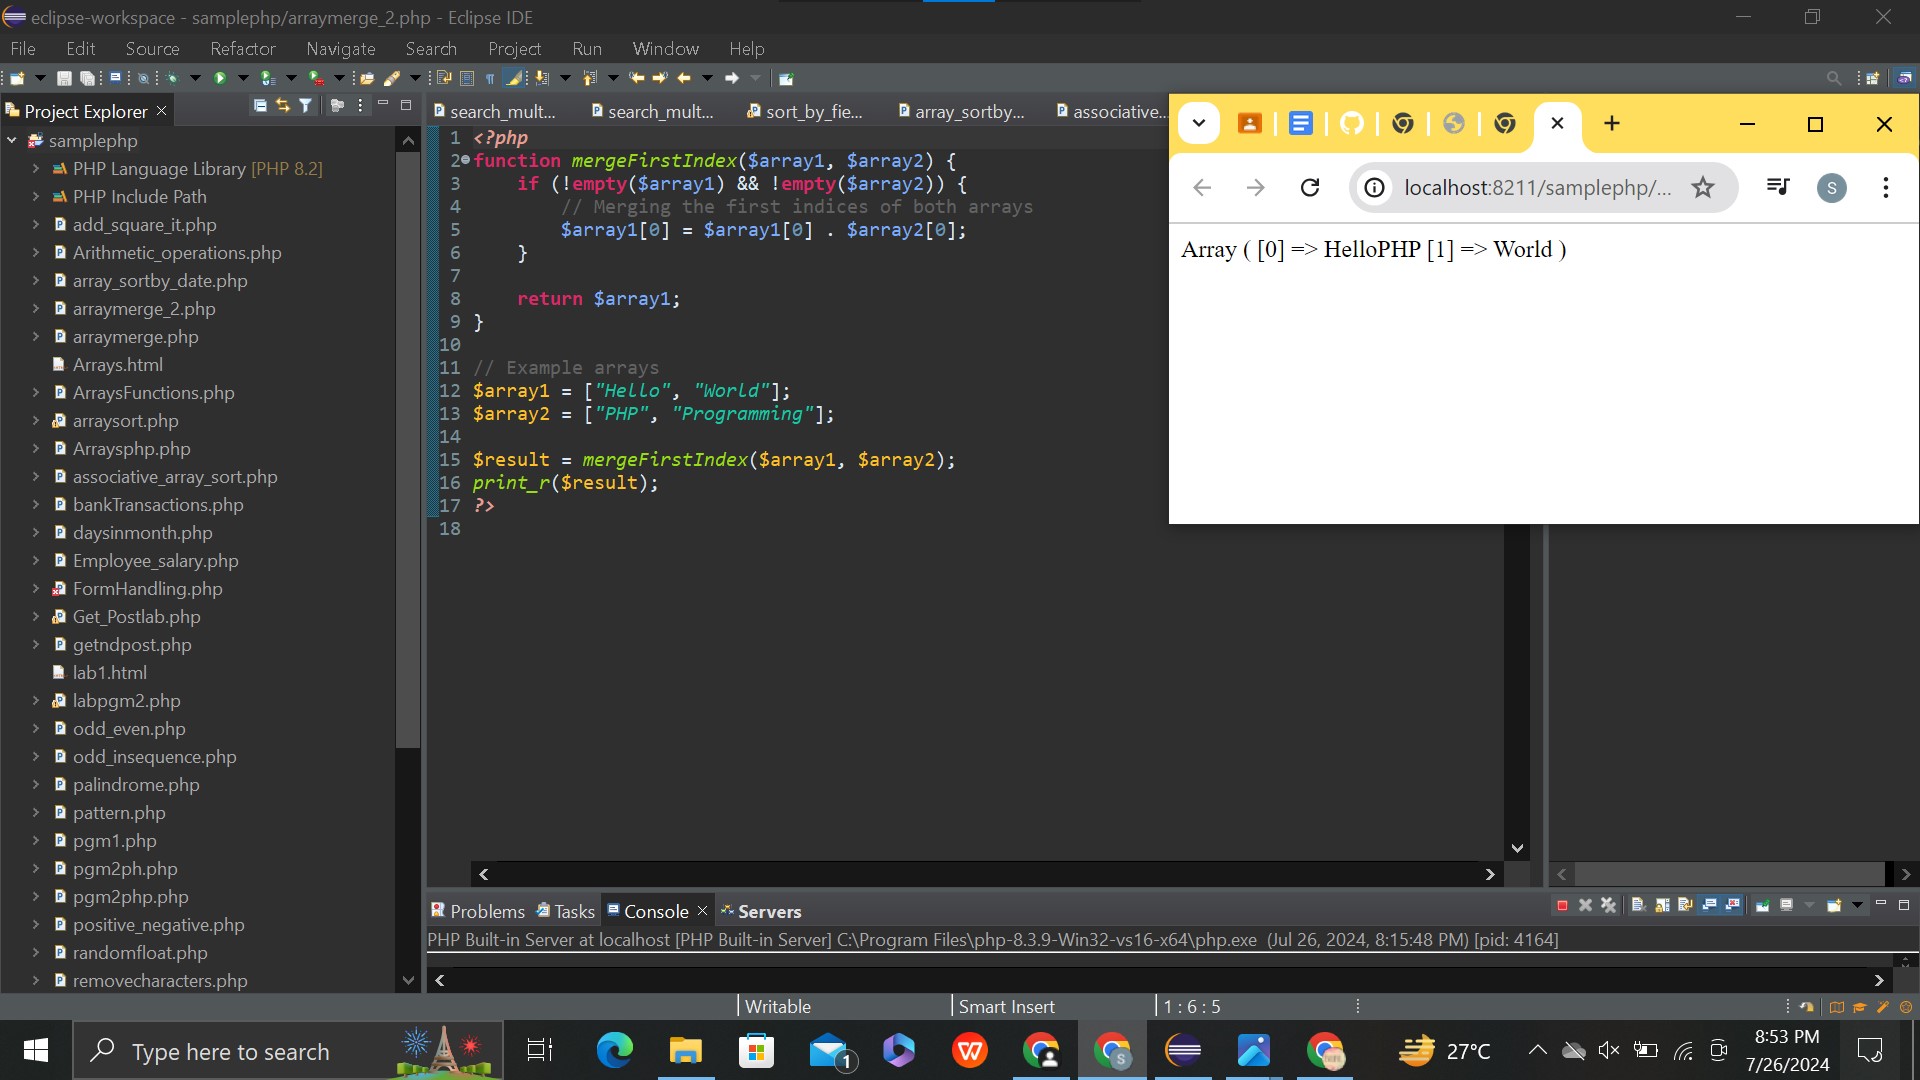 eclipse-workspace - samplephp/arraymerge_2.php - Eclipse IDE
File Edit Source Refactor Navigate Search Project Run Window Help
Project Explorer
samplephp
PHP Language Library [PHP 8.2]
PHP Include Path
add_square_it.php
Arithmetic_operations.php
array_sortby_date.php
arraymerge_2.php
arraymerge.php
Arrays.html
ArraysFunctions.php
arraysort.php
Arraysphp.php
associative_array_sort.php
bankTransactions.php
daysinmonth.php
Employee_salary.php
FormHandling.php
Get_Postlab.php
getndpost.php
lab1.html
labpgm2.php
odd_even.php
odd_insequence.php
palindrome.php
pattern.php
pgm1.php
pgm2ph.php
pgm2php.php
positive_negative.php
randomfloat.php
removecharacters.php
search_mult... search_mult... sort_by_fie... array_sortby... associative...
1 <?php
2 function mergeFirstIndex($array1, $array2) {
3 if (!empty($array1) && !empty($array2)) {
4 // Merging the first indices of both arrays
5 $array1[0] = $array1[0] . $array2[0];
6 }
7
8 return $array1;
9 }
10
11 // Example arrays
12 $array1 = ["Hello", "World"];
13 $array2 = ["PHP", "Programming"];
14
15 $result = mergeFirstIndex($array1, $array2);
16 print_r($result);
17 ?>
18
localhost:8211/samplephp/...
S
Array ( [0] => HelloPHP [1] => World )
Problems Tasks Console Servers
PHP Built-in Server at localhost [PHP Built-in Server] C:\Program Files\php-8.3.9-Win32-vs16-x64\php.exe (Jul 26, 2024, 8:15:48 PM) [pid: 4164]
Writable Smart Insert 1 : 6 : 5
Type here to search
1
27°C
8:53 PM
7/26/2024